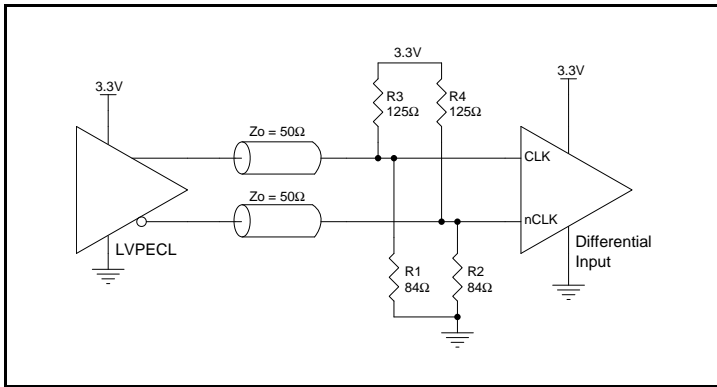 3.3V
3.3V
3.3V
R3
125Ω
R4
125Ω
Zo = 50Ω
CLK
Zo = 50Ω
nCLK
LVPECL
Differential
Input
R1
84Ω
R2
84Ω